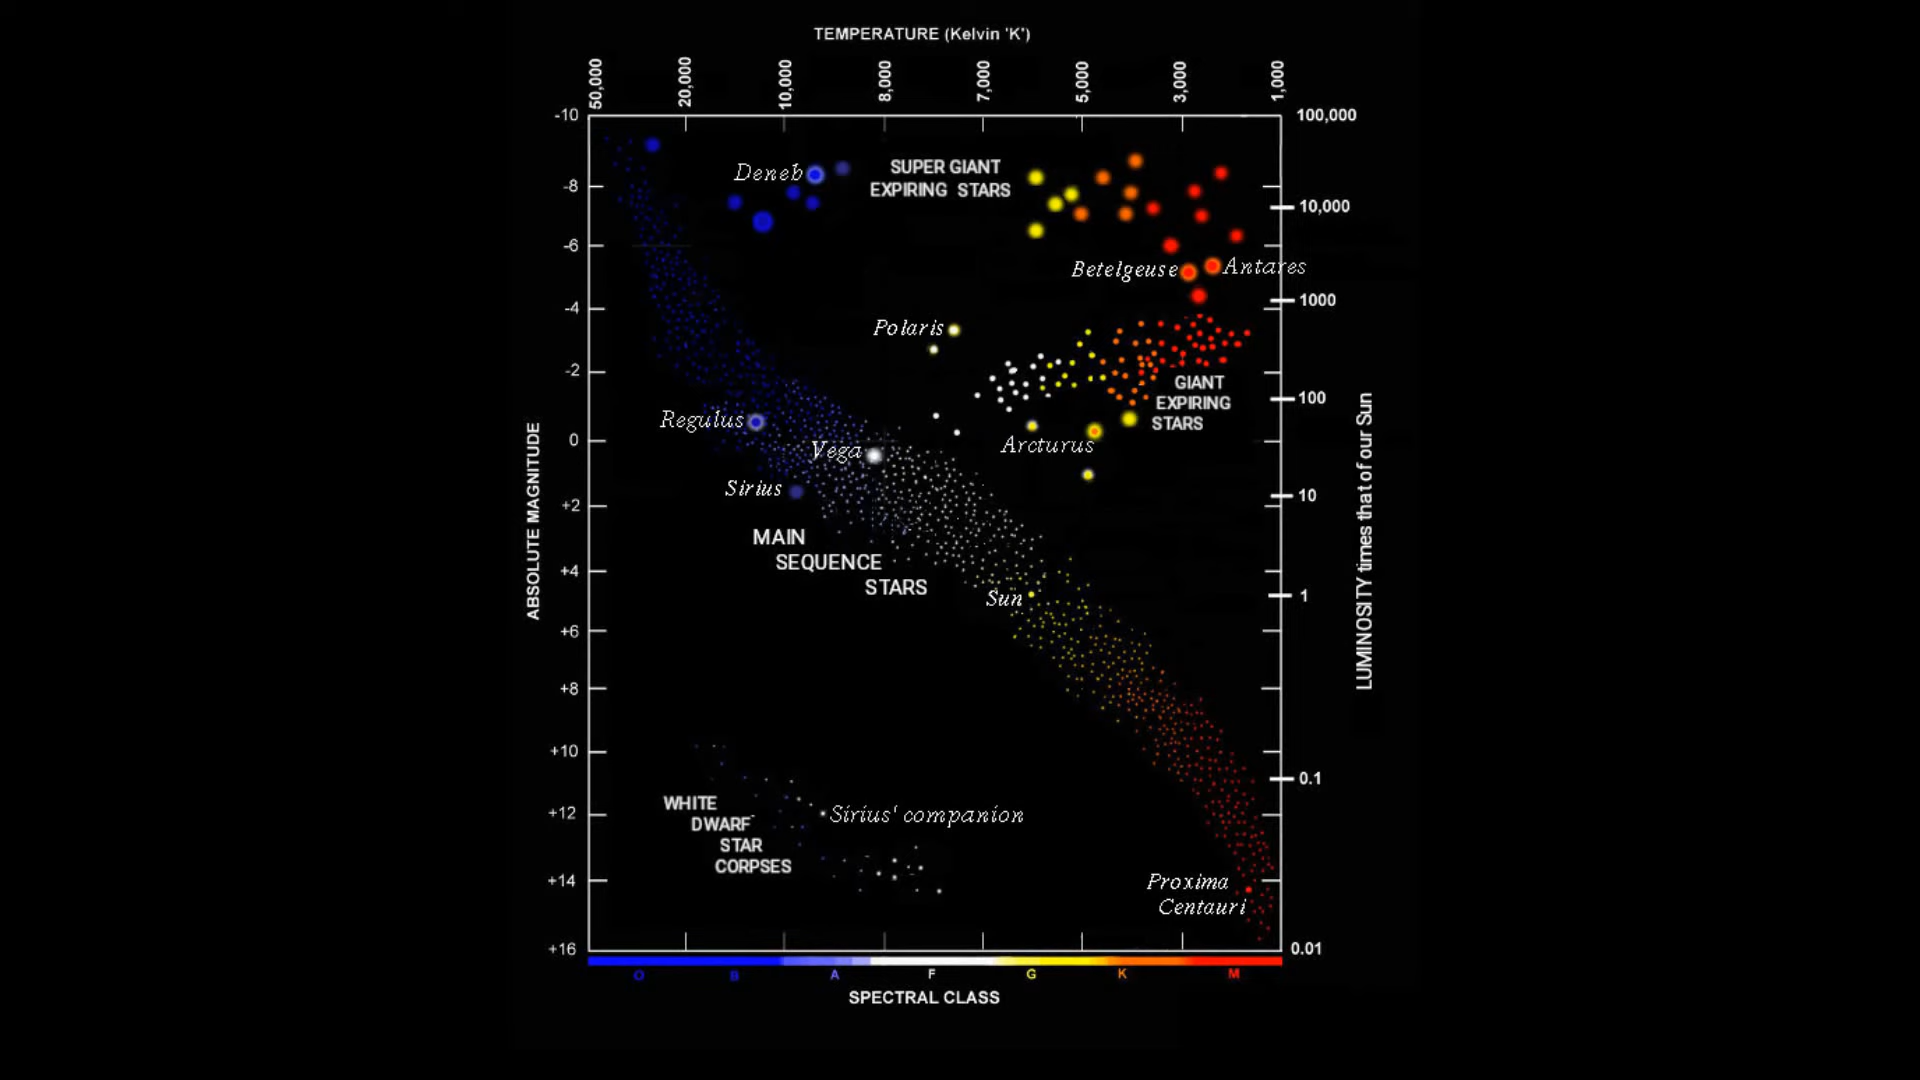 TEMPERATURE (Kelvin 'K')
50,000 20,000 10,000 8,000 7,000 5,000 3,000 1,000
-10 100,000
Deneb SUPER GIANT
EXPIRING STARS
-8
10,000
-6
Betelgeuse Antares
-4 1000
Polaris
-2
GIANT
EXPIRING
STARS
100
Regulus
0
Arcturus
Vega
Sirius
10
+2
MAIN
SEQUENCE
STARS
+4
Sun
1
+6
+8
+10
0.1
WHITE
DWARF
STAR
CORPSES
+12
Sirius' companion
+14
Proxima
Centauri
+16 0.01
ABSOLUTE MAGNITUDE
LUMINOSITY times that of our Sun
O B A F G K M
SPECTRAL CLASS